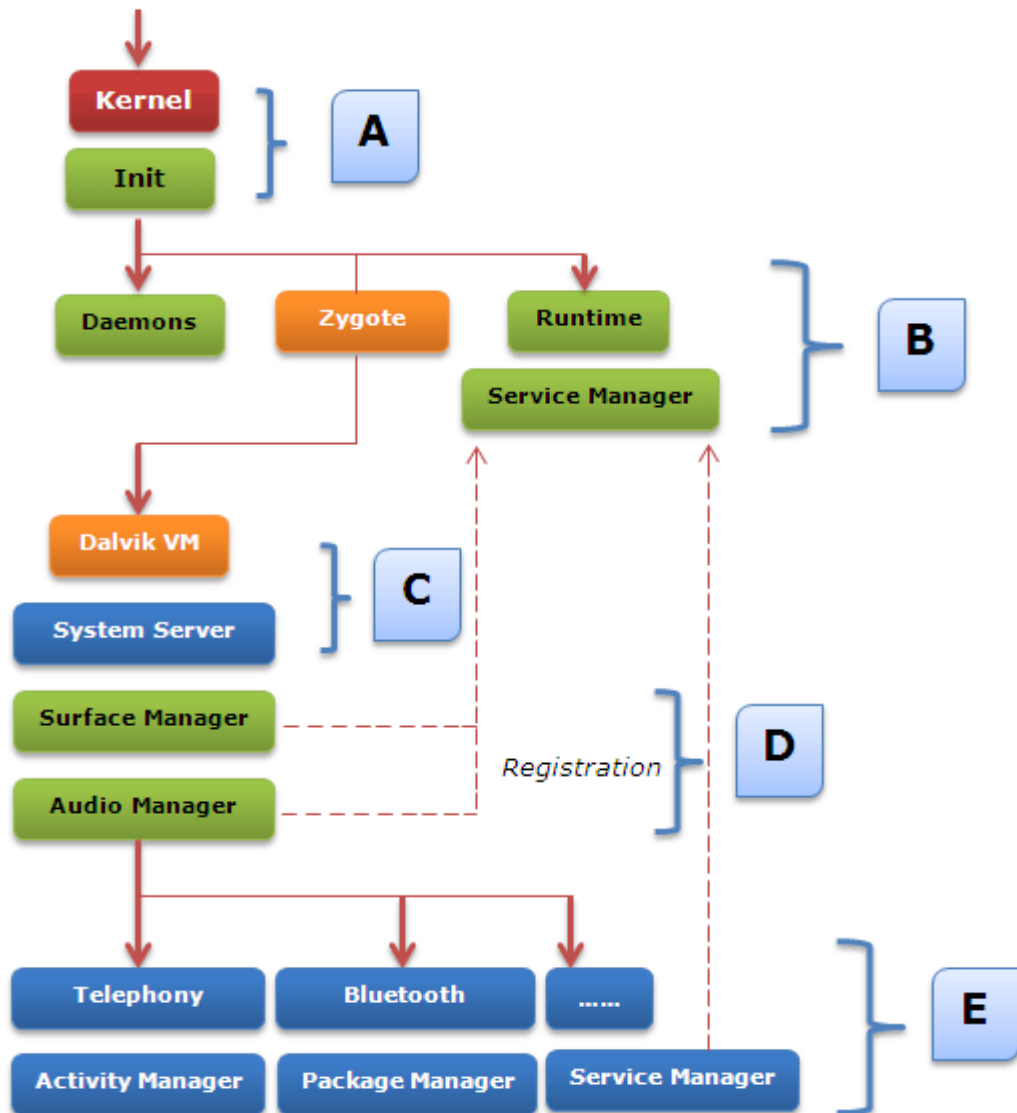 Kernel
A
Init
Daemons
Zygote
Runtime
B
Service Manager
Dalvik VM
C
System Server
Surface Manager
D
Registration
Audio Manager
Telephony
Bluetooth
......
E
Activity Manager
Package Manager
Service Manager